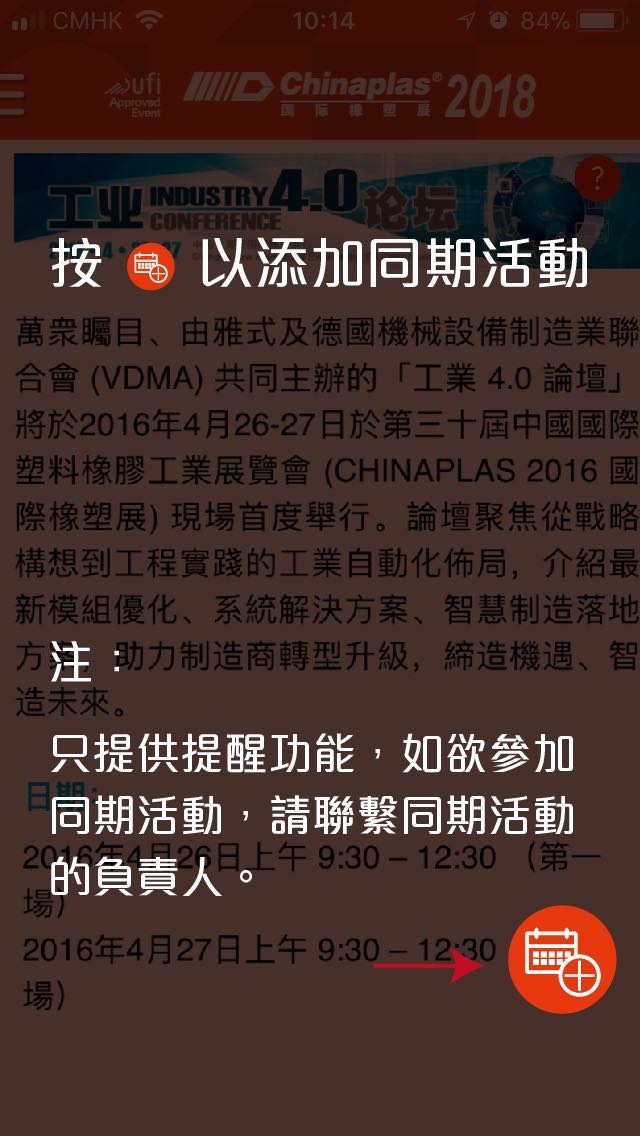 CMHK 10:14 84%
ufi Approved Event
Chinaplas® 2018
国际橡塑展
工业 INDUSTRY 4.0 论坛
CONFERENCE
?
按 以添加同期活動
萬衆矚目、由雅式及德國機械設備制造業聯
合會 (VDMA) 共同主辦的「工業 4.0 論壇」
將於2016年4月26-27日於第三十屆中國國際
塑料橡膠工業展覽會 (CHINAPLAS 2016 國
際橡塑展) 現場首度舉行。論壇聚焦從戰略
構想到工程實踐的工業自動化佈局，介紹最
新模組優化、系統解決方案、智慧制造落地
方案，助力制造商轉型升級，締造機遇、智
造未來。
注：
只提供提醒功能，如欲參加
日期：
同期活動，請聯繫同期活動
2016年4月26日上午 9:30 – 12:30 （第一
的負責人。
場)
2016年4月27日上午 9:30 – 12:30
場)